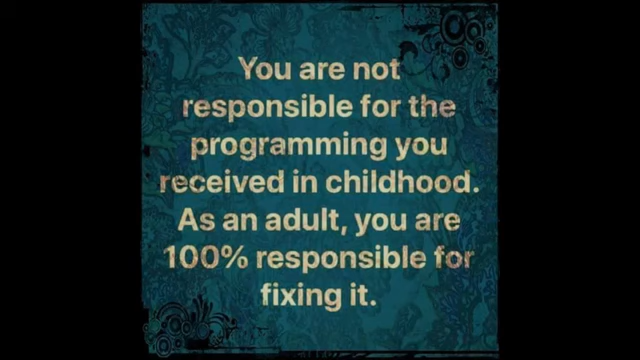 You are not
responsible for the
programming you
received in childhood.
As an adult, you are
100% responsible for
fixing it.